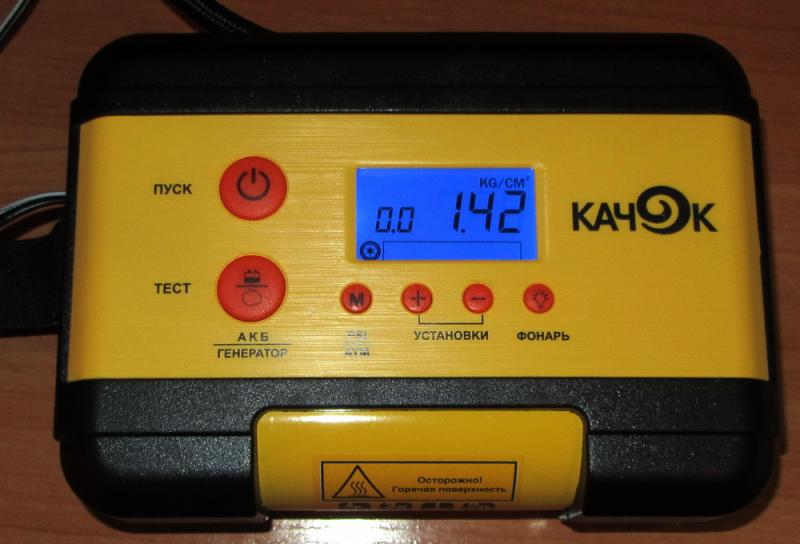 ПУСК
KG/CM²
0.0 1.42
КАЧОК
ТЕСТ
М
+
−
АКБ
ГЕНЕРАТОР
УСТАНОВКИ
ФОНАРЬ
Осторожно!
Горячая поверхность